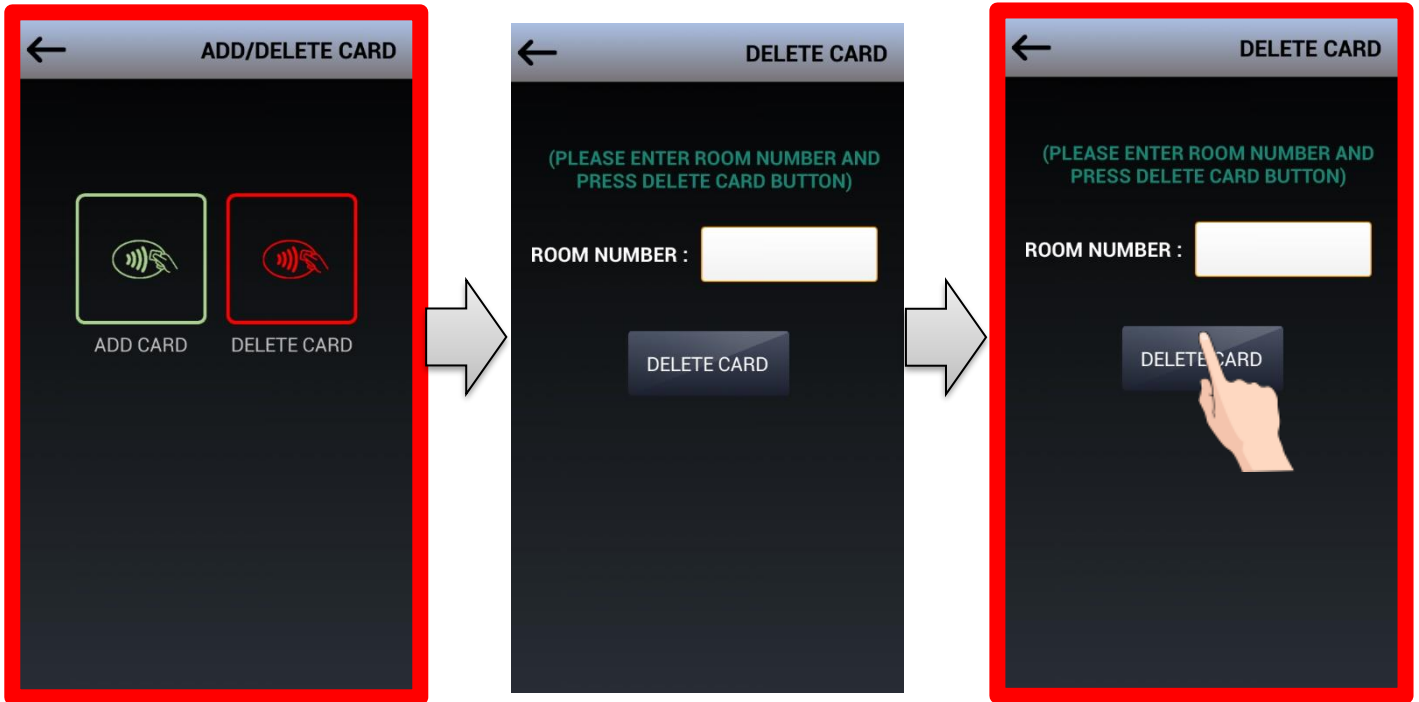 ADD/DELETE CARD
ADD CARD
DELETE CARD
DELETE CARD
(PLEASE ENTER ROOM NUMBER AND
PRESS DELETE CARD BUTTON)
ROOM NUMBER :
DELETE CARD
DELETE CARD
(PLEASE ENTER ROOM NUMBER AND
PRESS DELETE CARD BUTTON)
ROOM NUMBER :
DELETE CARD